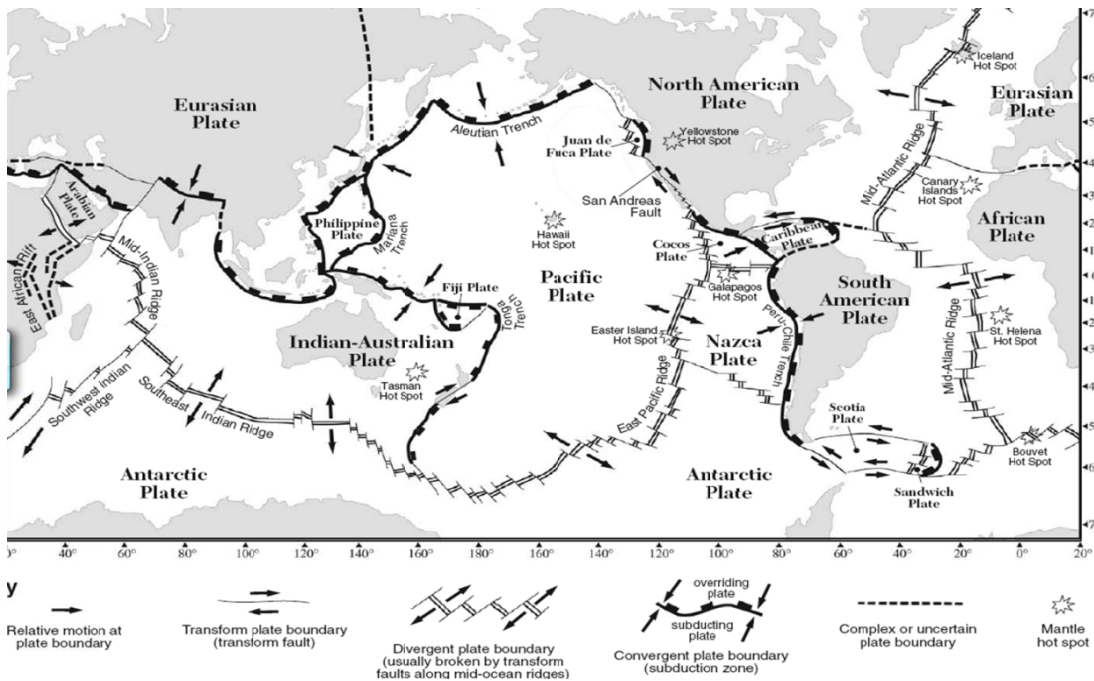 Iceland
Hot Spot
Eurasian
Plate
North American
Plate
Eurasian
Plate
Aleutian Trench
Juan de
Fuca Plate
Yellowstone
Hot Spot
Mid-Atlantic Ridge
Canary
Islands
Hot Spot
Arabian
Plate
San Andreas
Fault
Philippine
Plate
Mariana
Trench
Hawaii
Hot Spot
Cocos
Plate
Caribbean
Plate
African
Plate
East African Rift
Mid-Indian Ridge
Pacific
Plate
Galapagos
Hot Spot
South
American
Plate
Fiji Plate
Tonga
Trench
Indian-Australian
Plate
Easter Island
Hot Spot
Nazca
Plate
Peru-Chile Trench
Mid-Atlantic Ridge
St. Helena
Hot Spot
Tasman
Hot Spot
Southwest Indian
Ridge
Southeast
Indian Ridge
East Pacific Ridge
Scotia
Plate
Antarctic
Plate
Antarctic
Plate
Sandwich
Plate
Bouvet
Hot Spot
40° 60° 80° 100° 120° 140° 160° 180° 160° 140° 120° 100° 80° 60° 40° 20° 0° 20°
y
Relative motion at
plate boundary
Transform plate boundary
(transform fault)
Divergent plate boundary
(usually broken by transform
faults along mid-ocean ridges)
overriding
plate
subducting
plate
Convergent plate boundary
(subduction zone)
Complex or uncertain
plate boundary
Mantle
hot spot